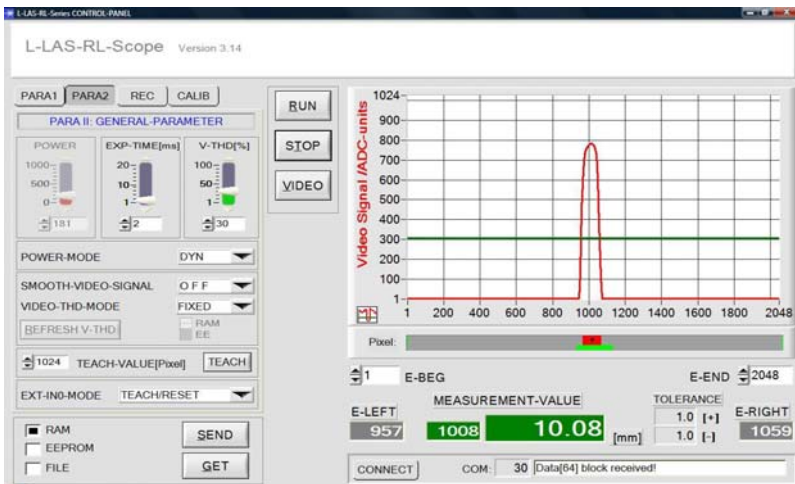 L-LAS-RL-Series CONTROL-PANEL
L-LAS-RL-Scope Version 3.14
PARA1 PARA2 REC CALIB
PARA II: GENERAL-PARAMETER
POWER EXP-TIME[ms] V-THD[%]
1000 20 100
500 10 50
0 1 1
181 2 30
POWER-MODE DYN
SMOOTH-VIDEO-SIGNAL OFF
VIDEO-THD-MODE FIXED
REFRESH V-THD RAM
EE
1024 TEACH-VALUE[Pixel] TEACH
EXT-IN0-MODE TEACH/RESET
RAM
EEPROM
FILE
SEND
GET
RUN
STOP
VIDEO
Video Signal /ADC-units
1024
900
800
700
600
500
400
300
200
100
1
1 200 400 600 800 1000 1200 1400 1600 1800 2048
Pixel:
1 E-BEG E-END 2048
MEASUREMENT-VALUE TOLERANCE
E-LEFT 1.0 [+] E-RIGHT
957 1008 10.08 [mm] 1.0 [-] 1059
CONNECT COM: 30 Data[64] block received!